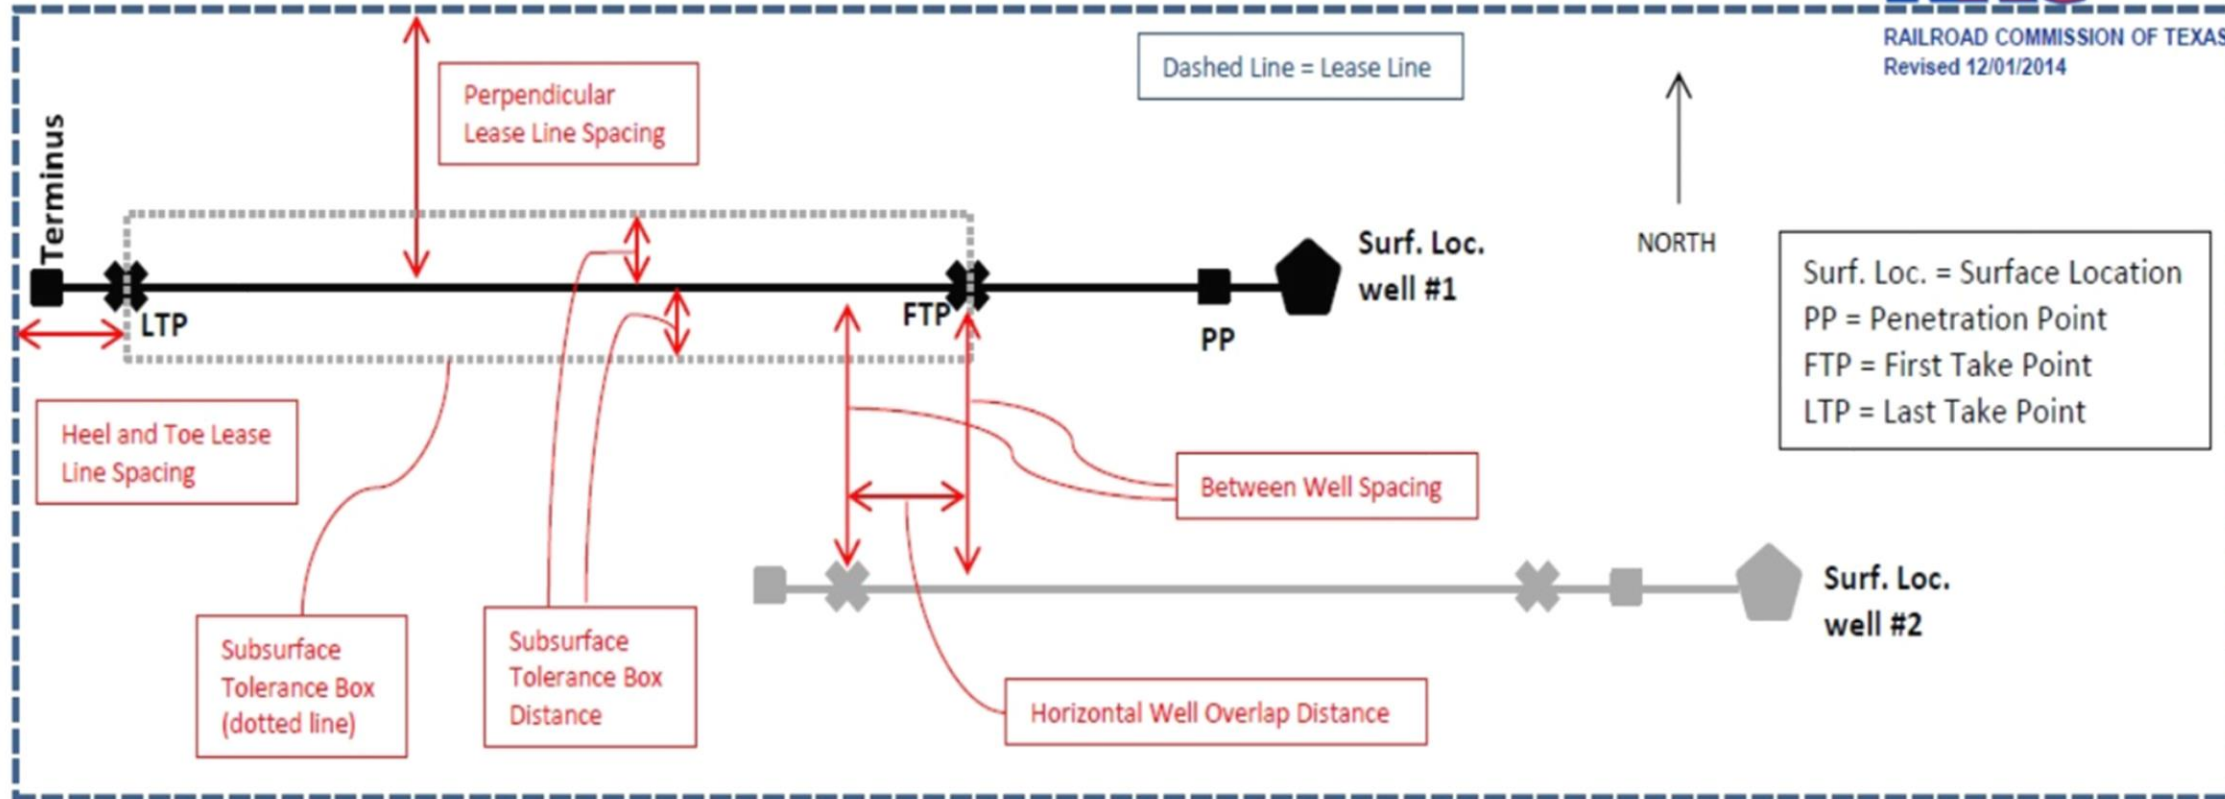 RAILROAD COMMISSION OF TEXAS
Revised 12/01/2014
Dashed Line = Lease Line
Perpendicular
Lease Line Spacing
Terminus
NORTH
Surf. Loc.
well #1
LTP
FTP
PP
Surf. Loc. = Surface Location
PP = Penetration Point
FTP = First Take Point
LTP = Last Take Point
Heel and Toe Lease
Line Spacing
Between Well Spacing
Surf. Loc.
well #2
Subsurface
Tolerance Box
(dotted line)
Subsurface
Tolerance Box
Distance
Horizontal Well Overlap Distance